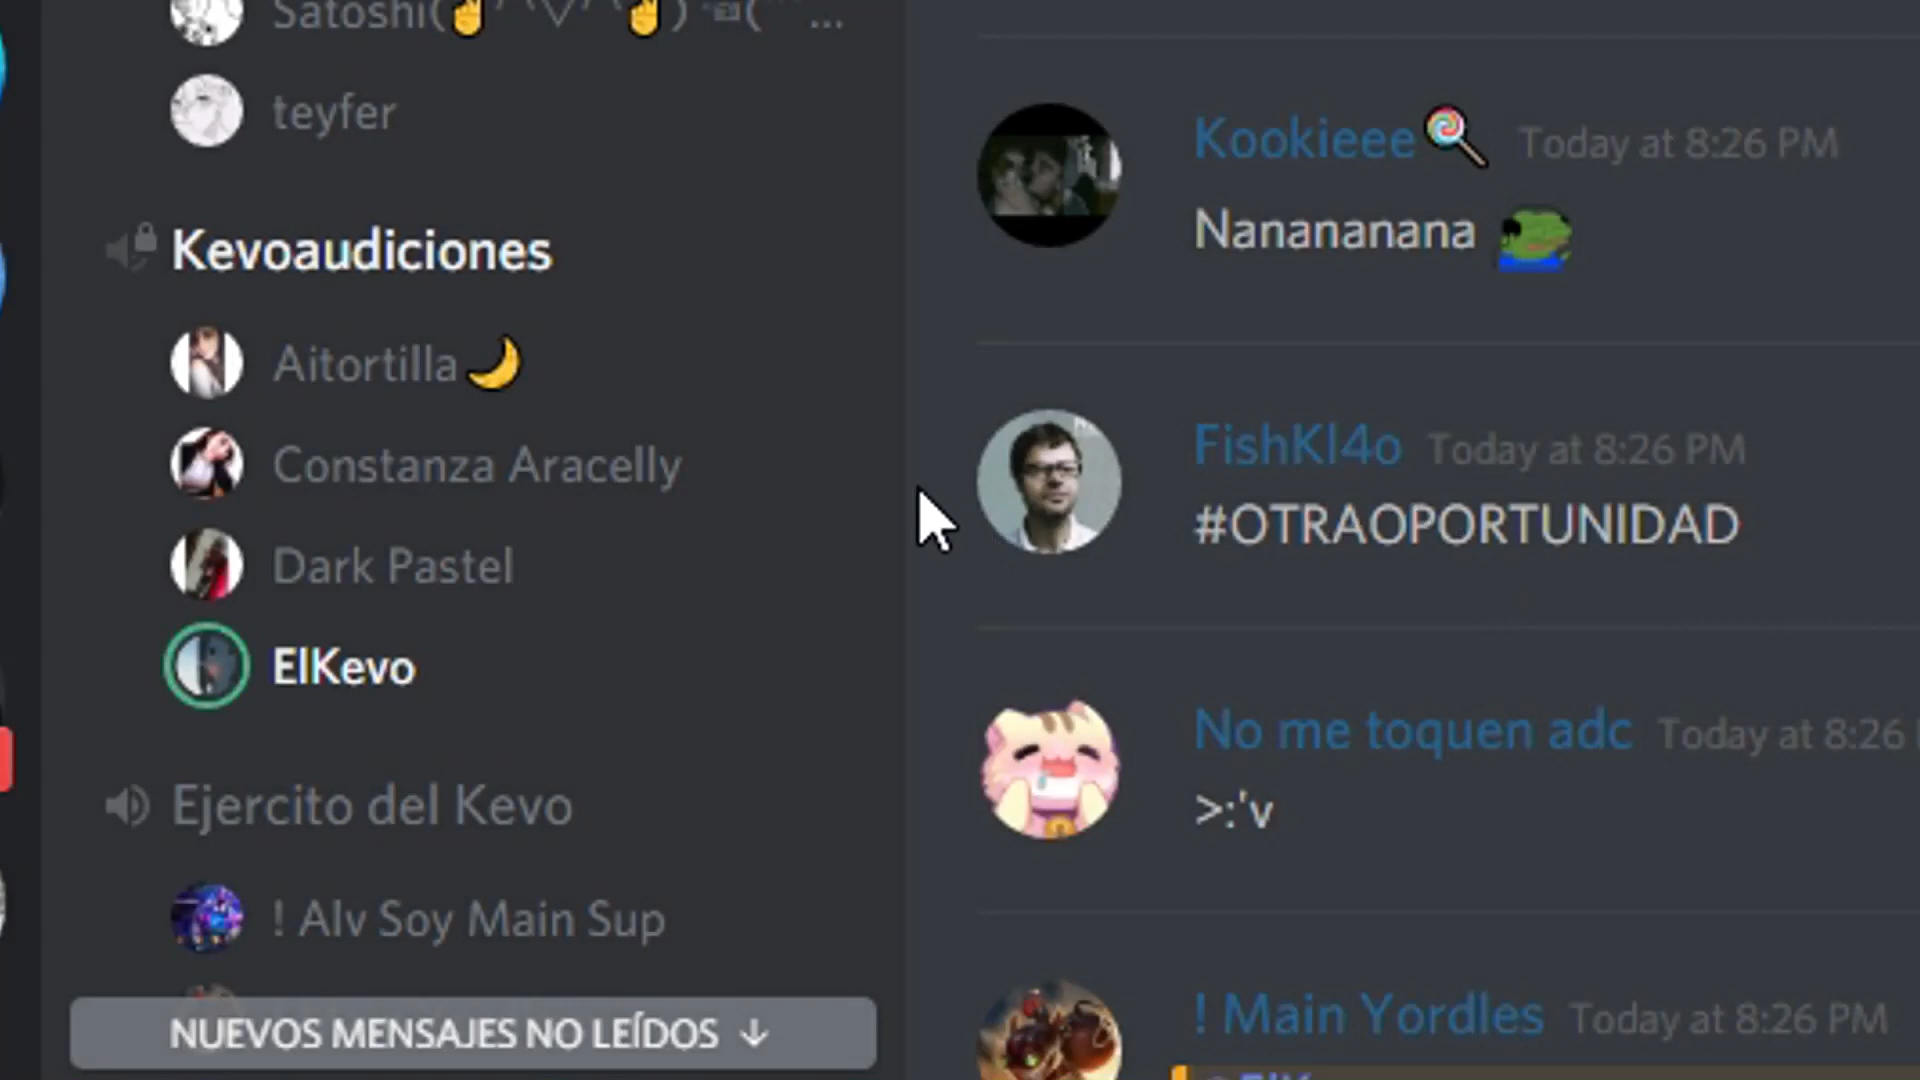 Satoshi(
teyfer
Kevoaudiciones
Aitortilla
Constanza Aracelly
Dark Pastel
ElKevo
Ejercito del Kevo
! Alv Soy Main Sup
NUEVOS MENSAJES NO LEÍDOS ↓
Kookieee🍭 Today at 8:26 PM
Nanananana
FishKl4o Today at 8:26 PM
#OTRAOPORTUNIDAD
No me toquen adc Today at 8:26
>:'v
! Main Yordles Today at 8:26 PM